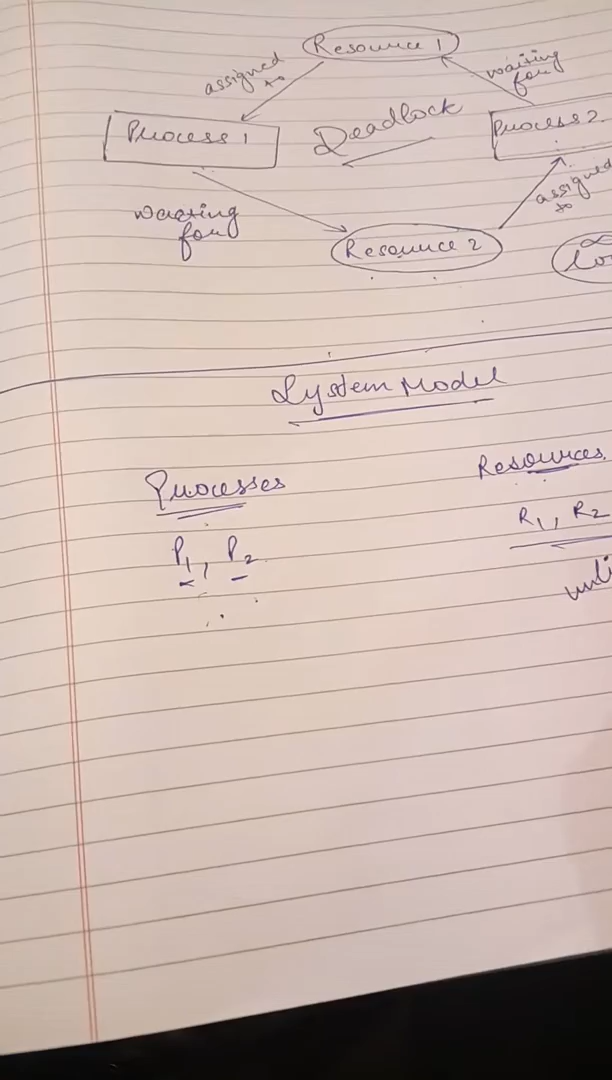 Resource 1
assigned to
waiting for
Process 1
Deadlock
Process 2
waiting for
assigned to
Resource 2
∞
System Model
Processes
Resources
P1, P2
R1, R2